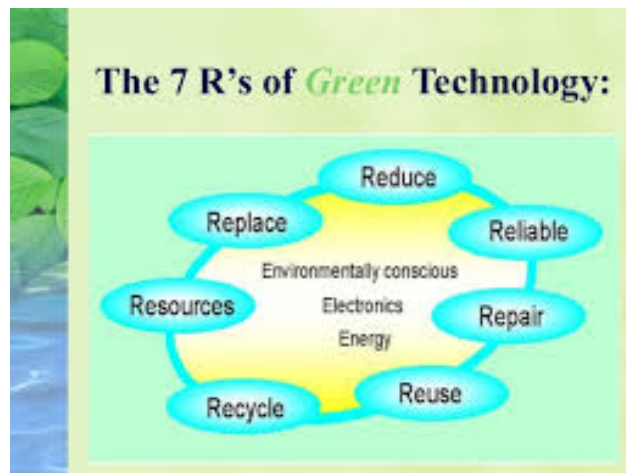 The 7 R's of Green Technology:
Reduce
Replace
Reliable
Environmentally conscious
Resources
Electronics
Repair
Energy
Recycle
Reuse